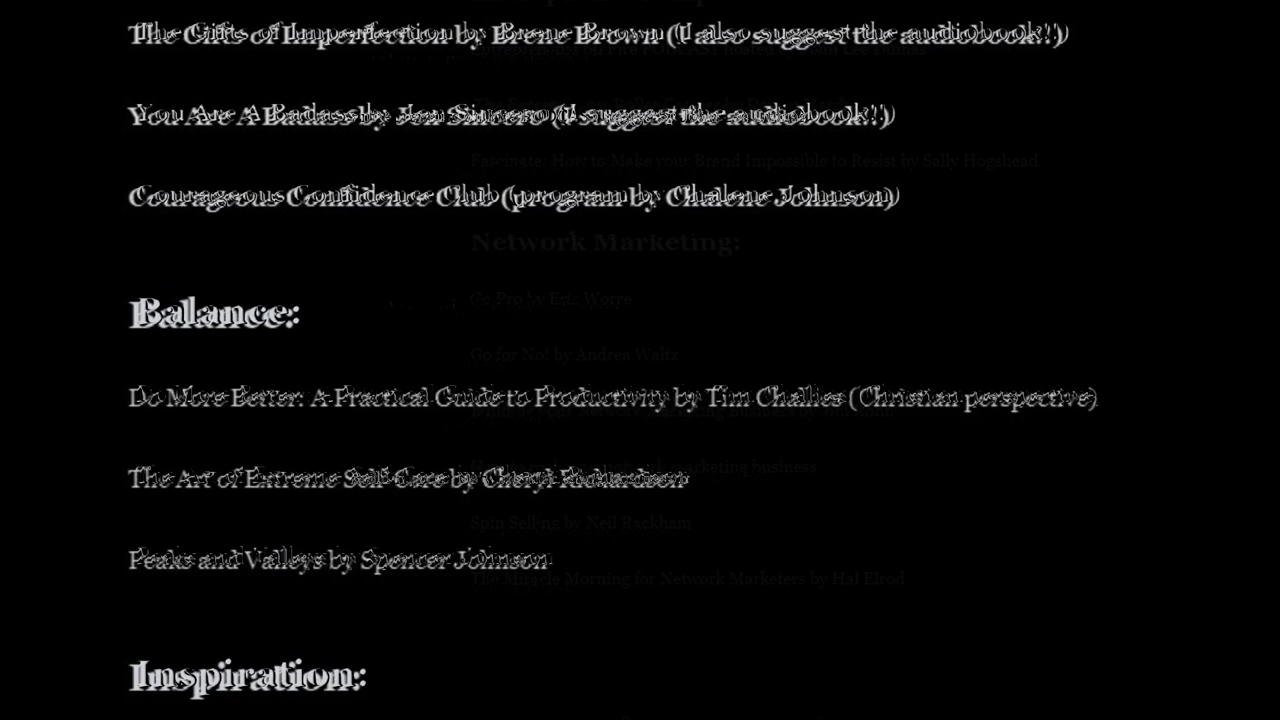 The Gifts of Imperfection by Brene Brown (I also suggest the audiobook!)
You Are A Badass by Jen Sincero (I suggest the audiobook!)
Fascinate: How to Make your Brand Impossible to Resist by Sally Hogshead
Courageous Confidence Club (program by Chalene Johnson)
Network Marketing:
Go Pro by Eric Worre
Balance:
Go for No! by Andrea Waltz
Do More Better: A Practical Guide to Productivity by Tim Challies (Christian perspective)
network marketing business
The Art of Extreme Self-Care by Cheryl Richardson
Spin Selling by Neil Rackham
Peaks and Valleys by Spencer Johnson
The Miracle Morning for Network Marketers by Hal Elrod
Inspiration: